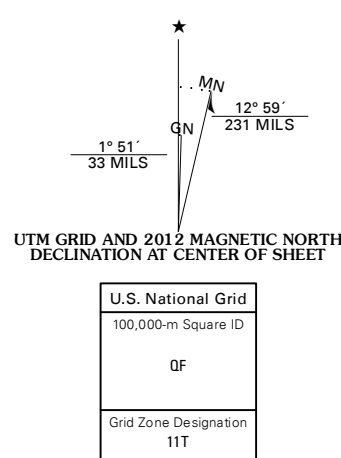 ★
MN
12° 59´
231 MILS
GN
1° 51´
33 MILS
UTM GRID AND 2012 MAGNETIC NORTH
DECLINATION AT CENTER OF SHEET
U.S. National Grid
100,000-m Square ID
QF
Grid Zone Designation
11T